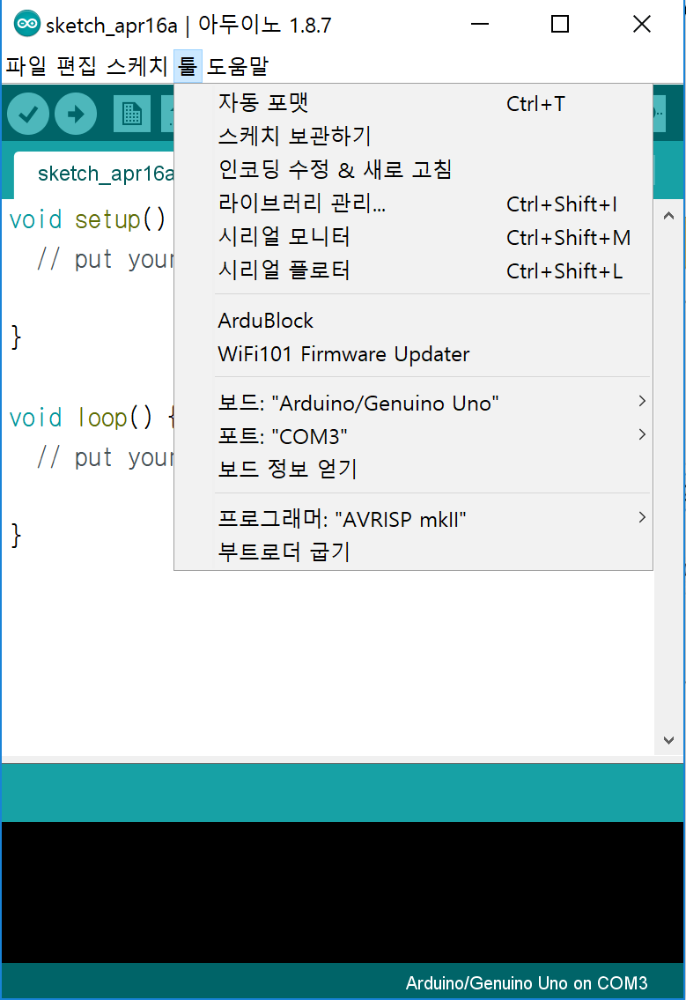 sketch_apr16a | 아두이노 1.8.7
파일 편집 스케치 툴 도움말
자동 포맷 Ctrl+T
스케치 보관하기
sketch_apr16a 인코딩 수정 & 새로 고침
void setup() 라이브러리 관리... Ctrl+Shift+I
시리얼 모니터 Ctrl+Shift+M
// put your 시리얼 플로터 Ctrl+Shift+L
ArduBlock
} WiFi101 Firmware Updater
보드: "Arduino/Genuino Uno"
void loop() { 포트: "COM3"
// put your 보드 정보 얻기
프로그래머: "AVRISP mkII"
} 부트로더 굽기
Arduino/Genuino Uno on COM3